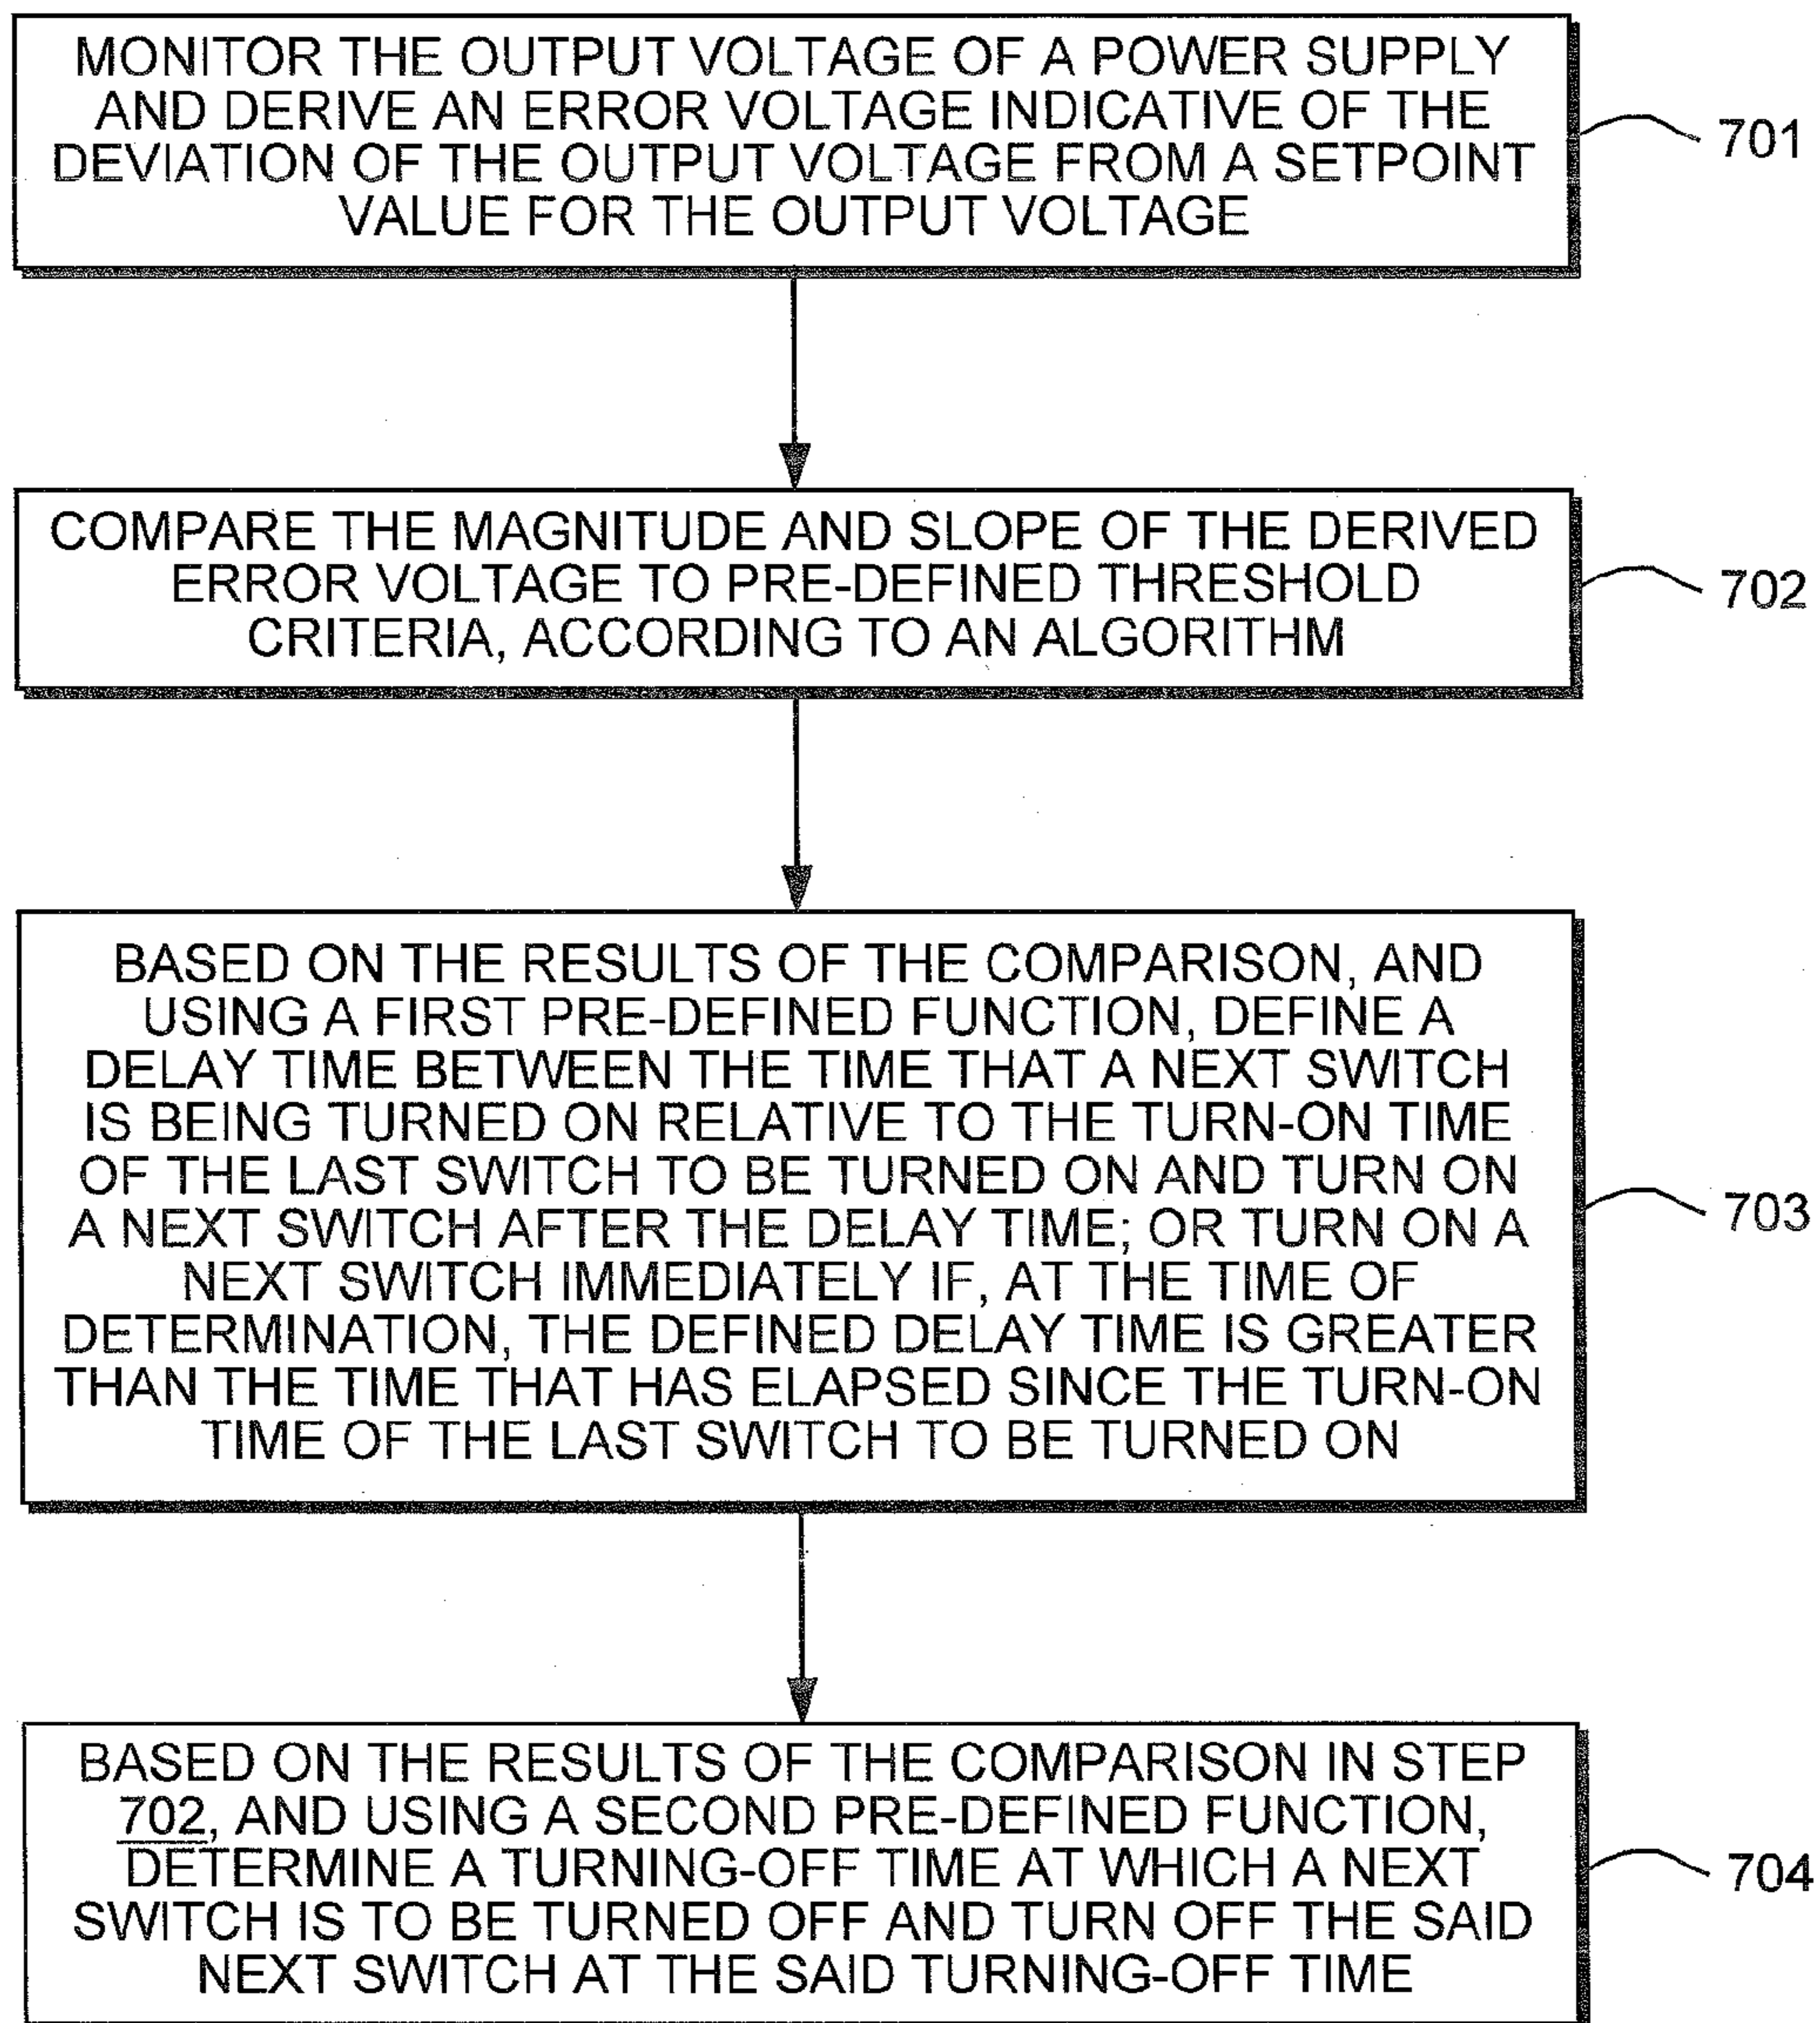 MONITOR THE OUTPUT VOLTAGE OF A POWER SUPPLY
AND DERIVE AN ERROR VOLTAGE INDICATIVE OF THE
DEVIATION OF THE OUTPUT VOLTAGE FROM A SETPOINT
VALUE FOR THE OUTPUT VOLTAGE
701
COMPARE THE MAGNITUDE AND SLOPE OF THE DERIVED
ERROR VOLTAGE TO PRE-DEFINED THRESHOLD
CRITERIA, ACCORDING TO AN ALGORITHM
702
BASED ON THE RESULTS OF THE COMPARISON, AND
USING A FIRST PRE-DEFINED FUNCTION, DEFINE A
DELAY TIME BETWEEN THE TIME THAT A NEXT SWITCH
IS BEING TURNED ON RELATIVE TO THE TURN-ON TIME
OF THE LAST SWITCH TO BE TURNED ON AND TURN ON
A NEXT SWITCH AFTER THE DELAY TIME; OR TURN ON A
NEXT SWITCH IMMEDIATELY IF, AT THE TIME OF
DETERMINATION, THE DEFINED DELAY TIME IS GREATER
THAN THE TIME THAT HAS ELAPSED SINCE THE TURN-ON
TIME OF THE LAST SWITCH TO BE TURNED ON
703
BASED ON THE RESULTS OF THE COMPARISON IN STEP
702, AND USING A SECOND PRE-DEFINED FUNCTION,
DETERMINE A TURNING-OFF TIME AT WHICH A NEXT
SWITCH IS TO BE TURNED OFF AND TURN OFF THE SAID
NEXT SWITCH AT THE SAID TURNING-OFF TIME
704